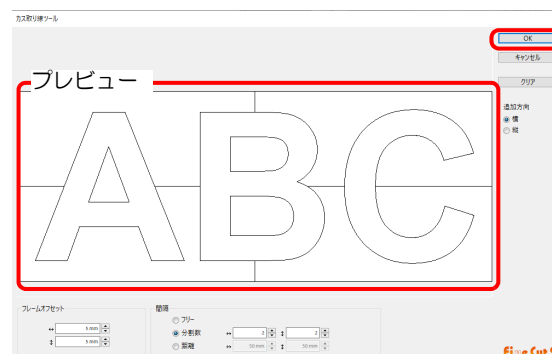 カス取り線ツール
OK
キャンセル
クリア
プレビュー
追加方向
横
縦
ABC
フレームオフセット
↔ 5 mm
↕ 5 mm
間隔
フリー
分割数 ↔ 2 ↕ 2
距離 ↔ 50 mm ↕ 50 mm